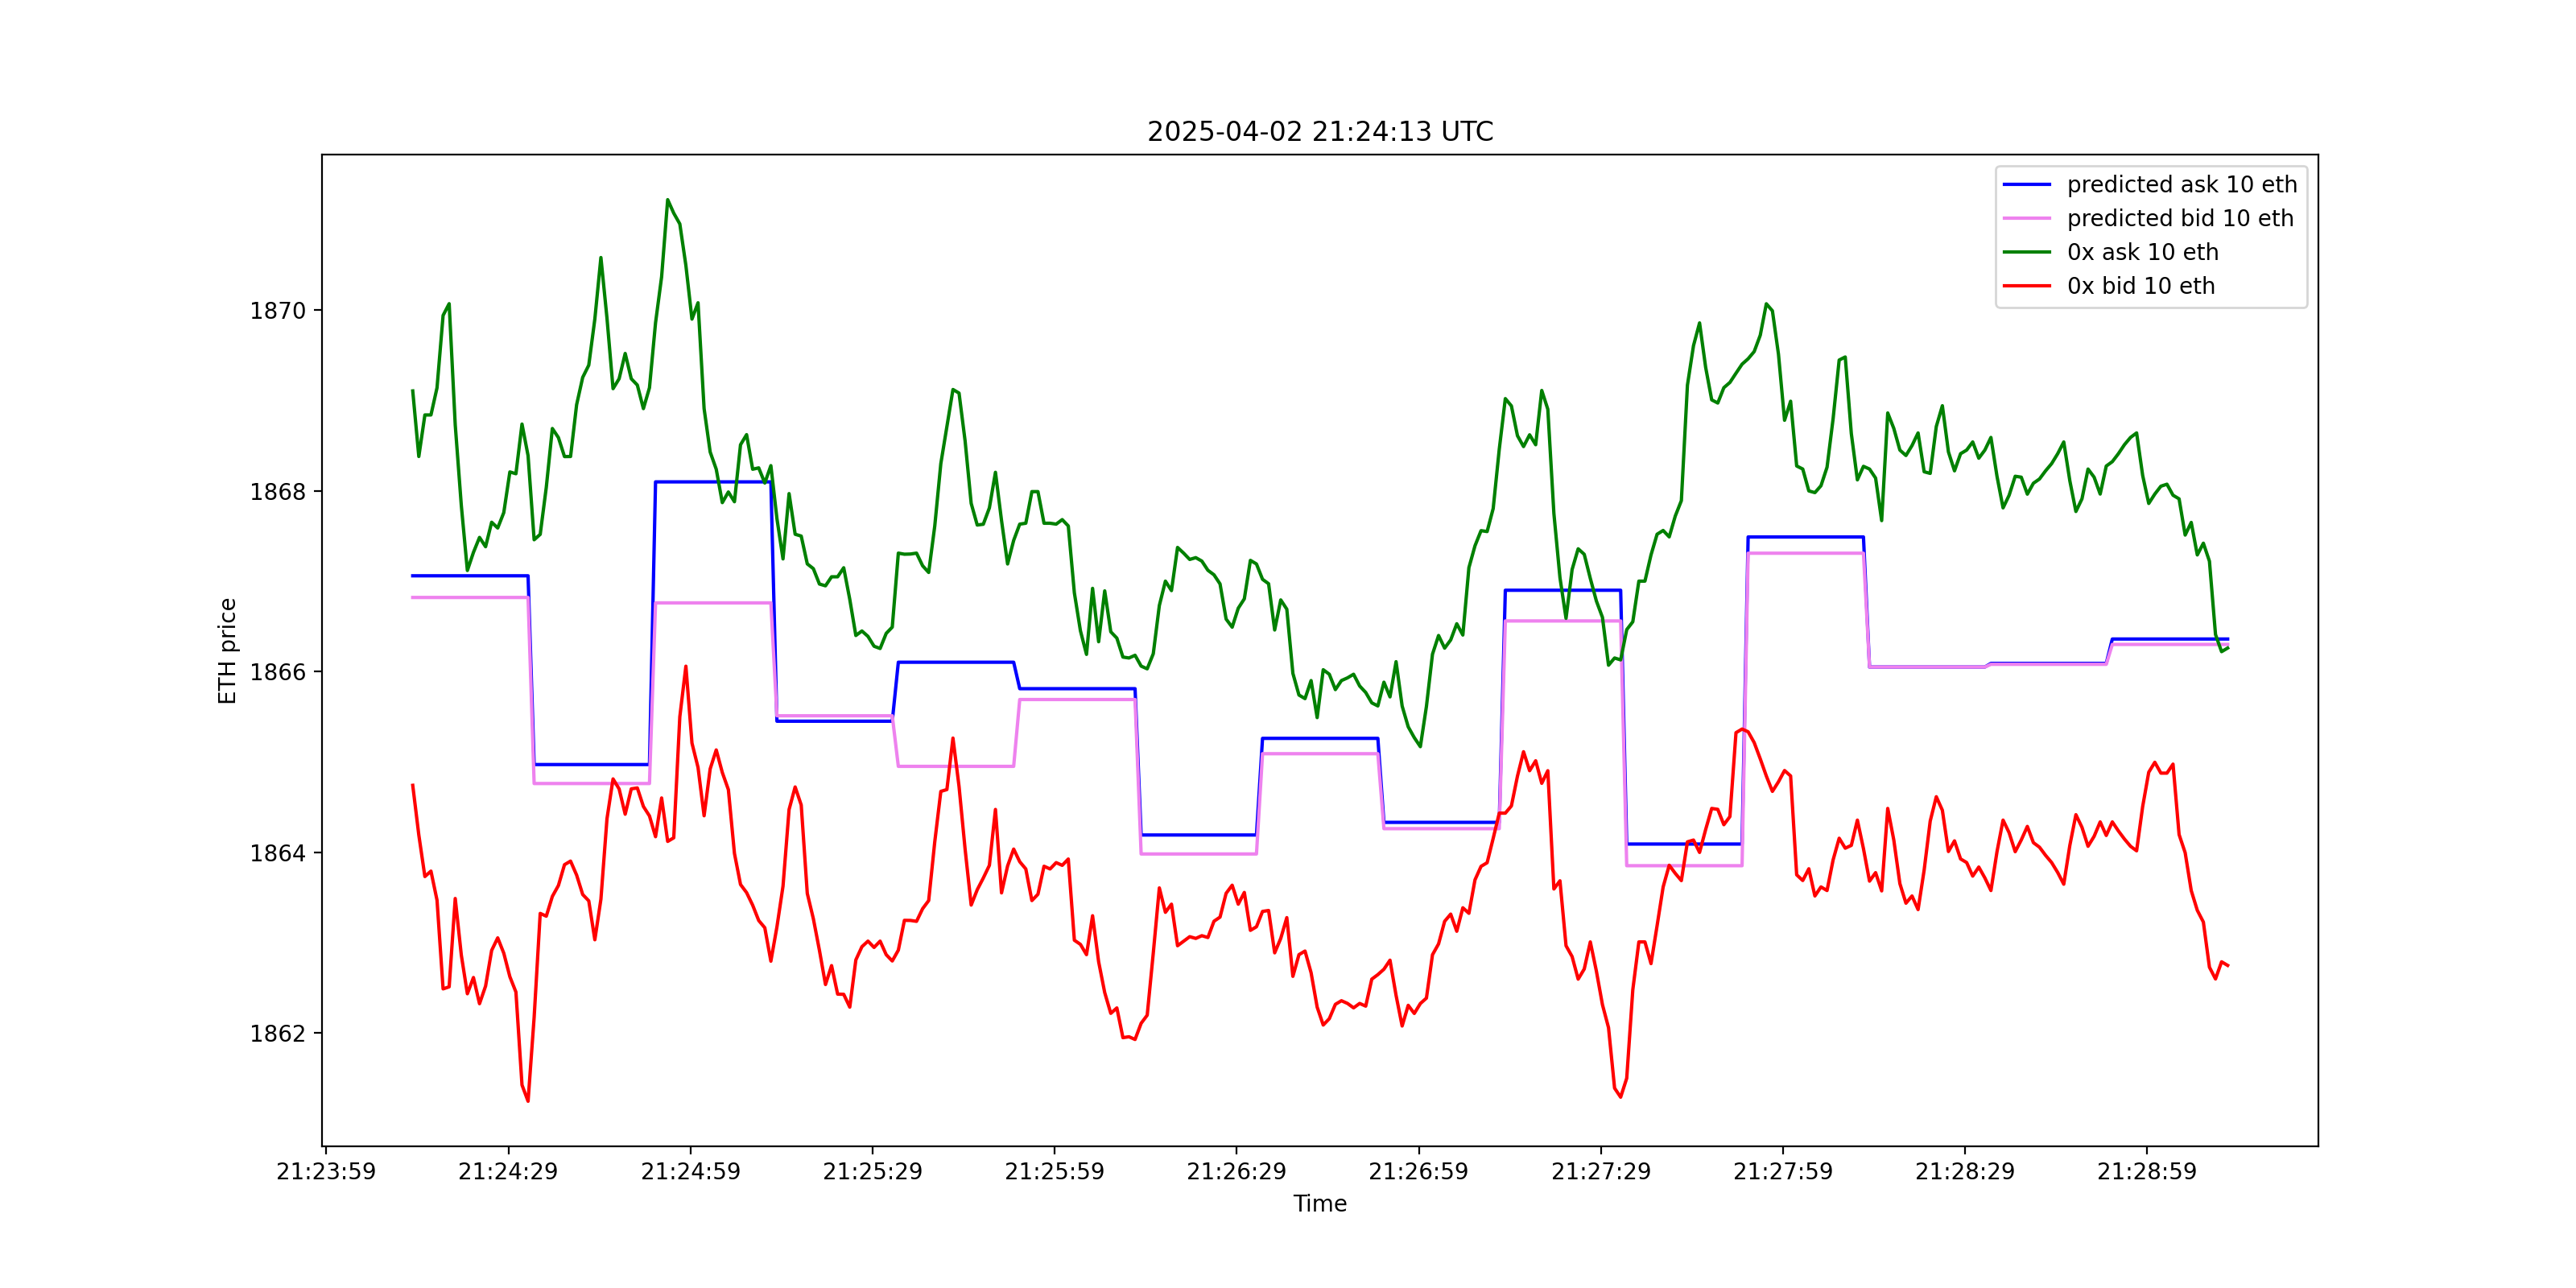 2025-04-02 21:24:13 UTC
predicted ask 10 eth
predicted bid 10 eth
0x ask 10 eth
0x bid 10 eth
ETH price
1870
1868
1866
1864
1862
21:23:59
21:24:29
21:24:59
21:25:29
21:25:59
21:26:29
21:26:59
21:27:29
21:27:59
21:28:29
21:28:59
Time